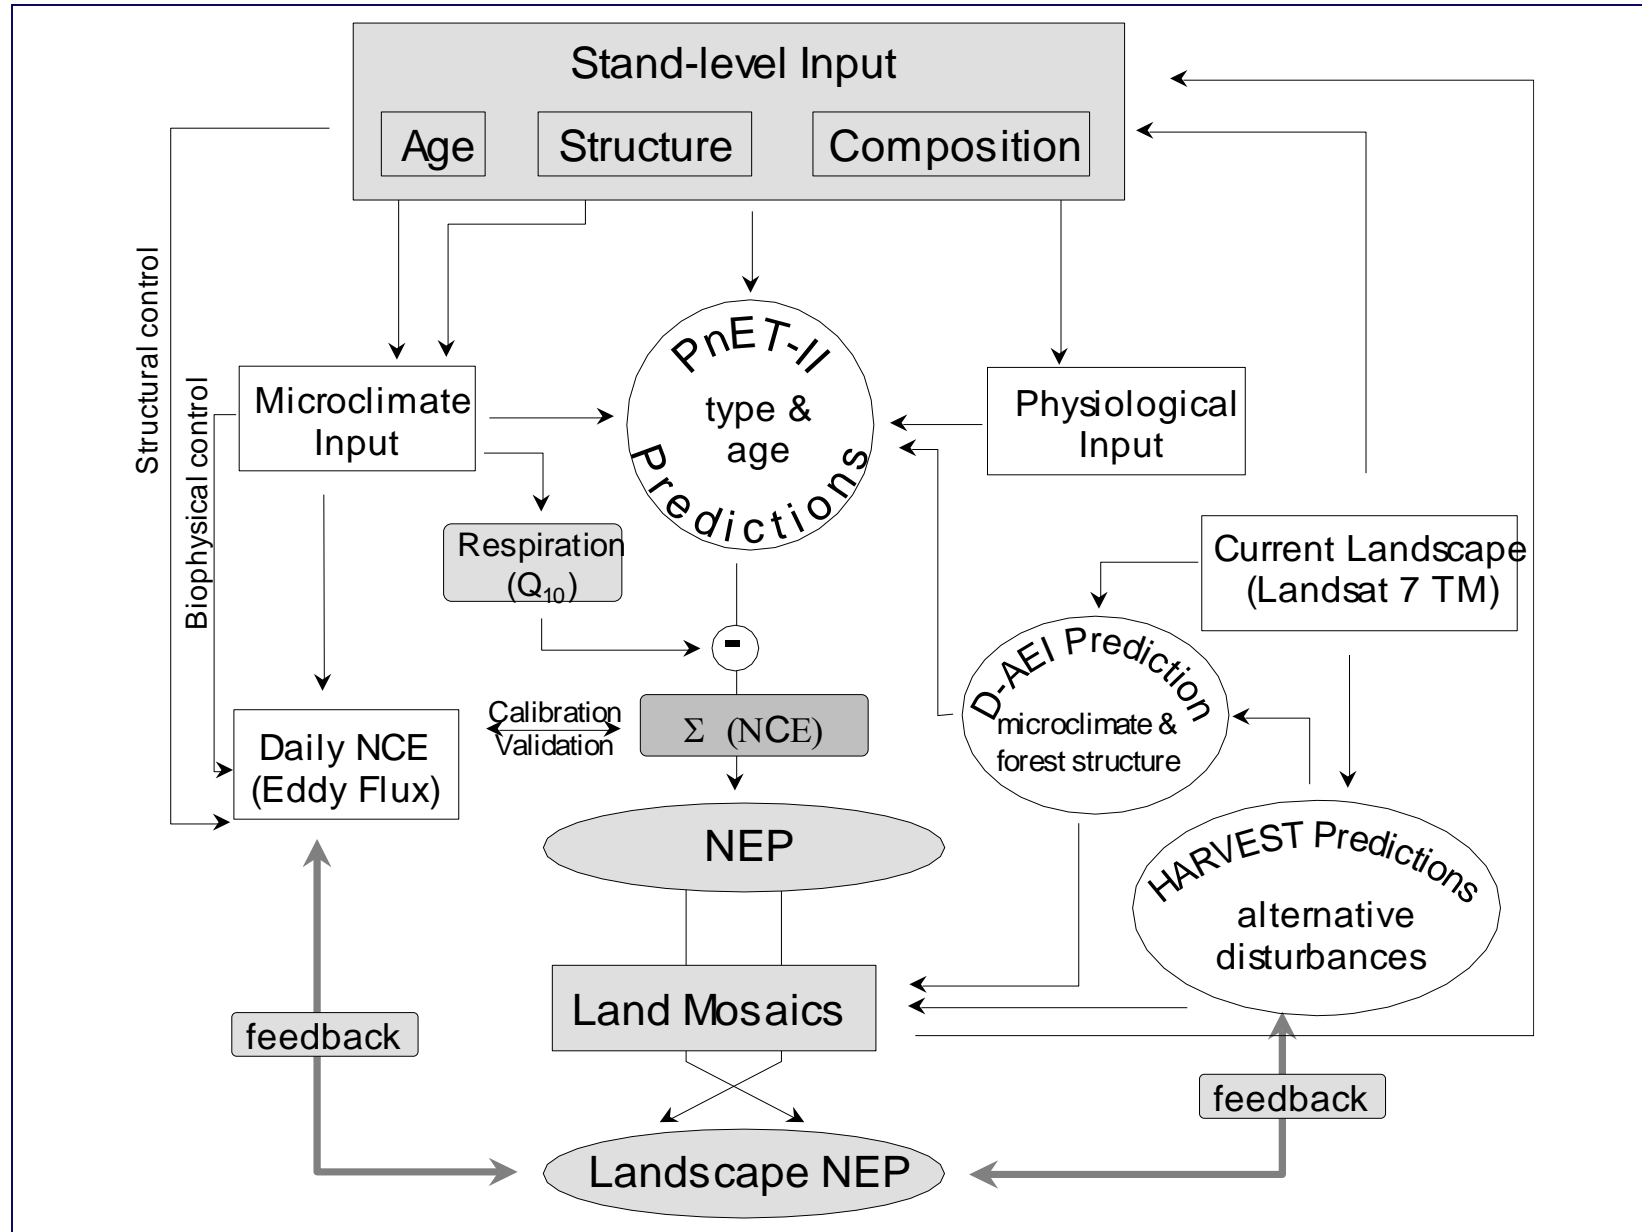 Stand-level Input
Age
Structure
Composition
Structural control
Biophysical control
Microclimate
Input
PnET-II
type &
age
Predictions
Physiological
Input
Respiration
(Q10)
Current Landscape
(Landsat 7 TM)
-
D-AEI Prediction
microclimate &
forest structure
Calibration
Validation
Σ (NCE)
Daily NCE
(Eddy Flux)
NEP
HARVEST Predictions
alternative
disturbances
Land Mosaics
feedback
feedback
Landscape NEP